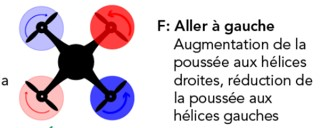 F: Aller à gauche
Augmentation de la
poussée aux hélices
a
droites, réduction de
la poussée aux
hélices gauches